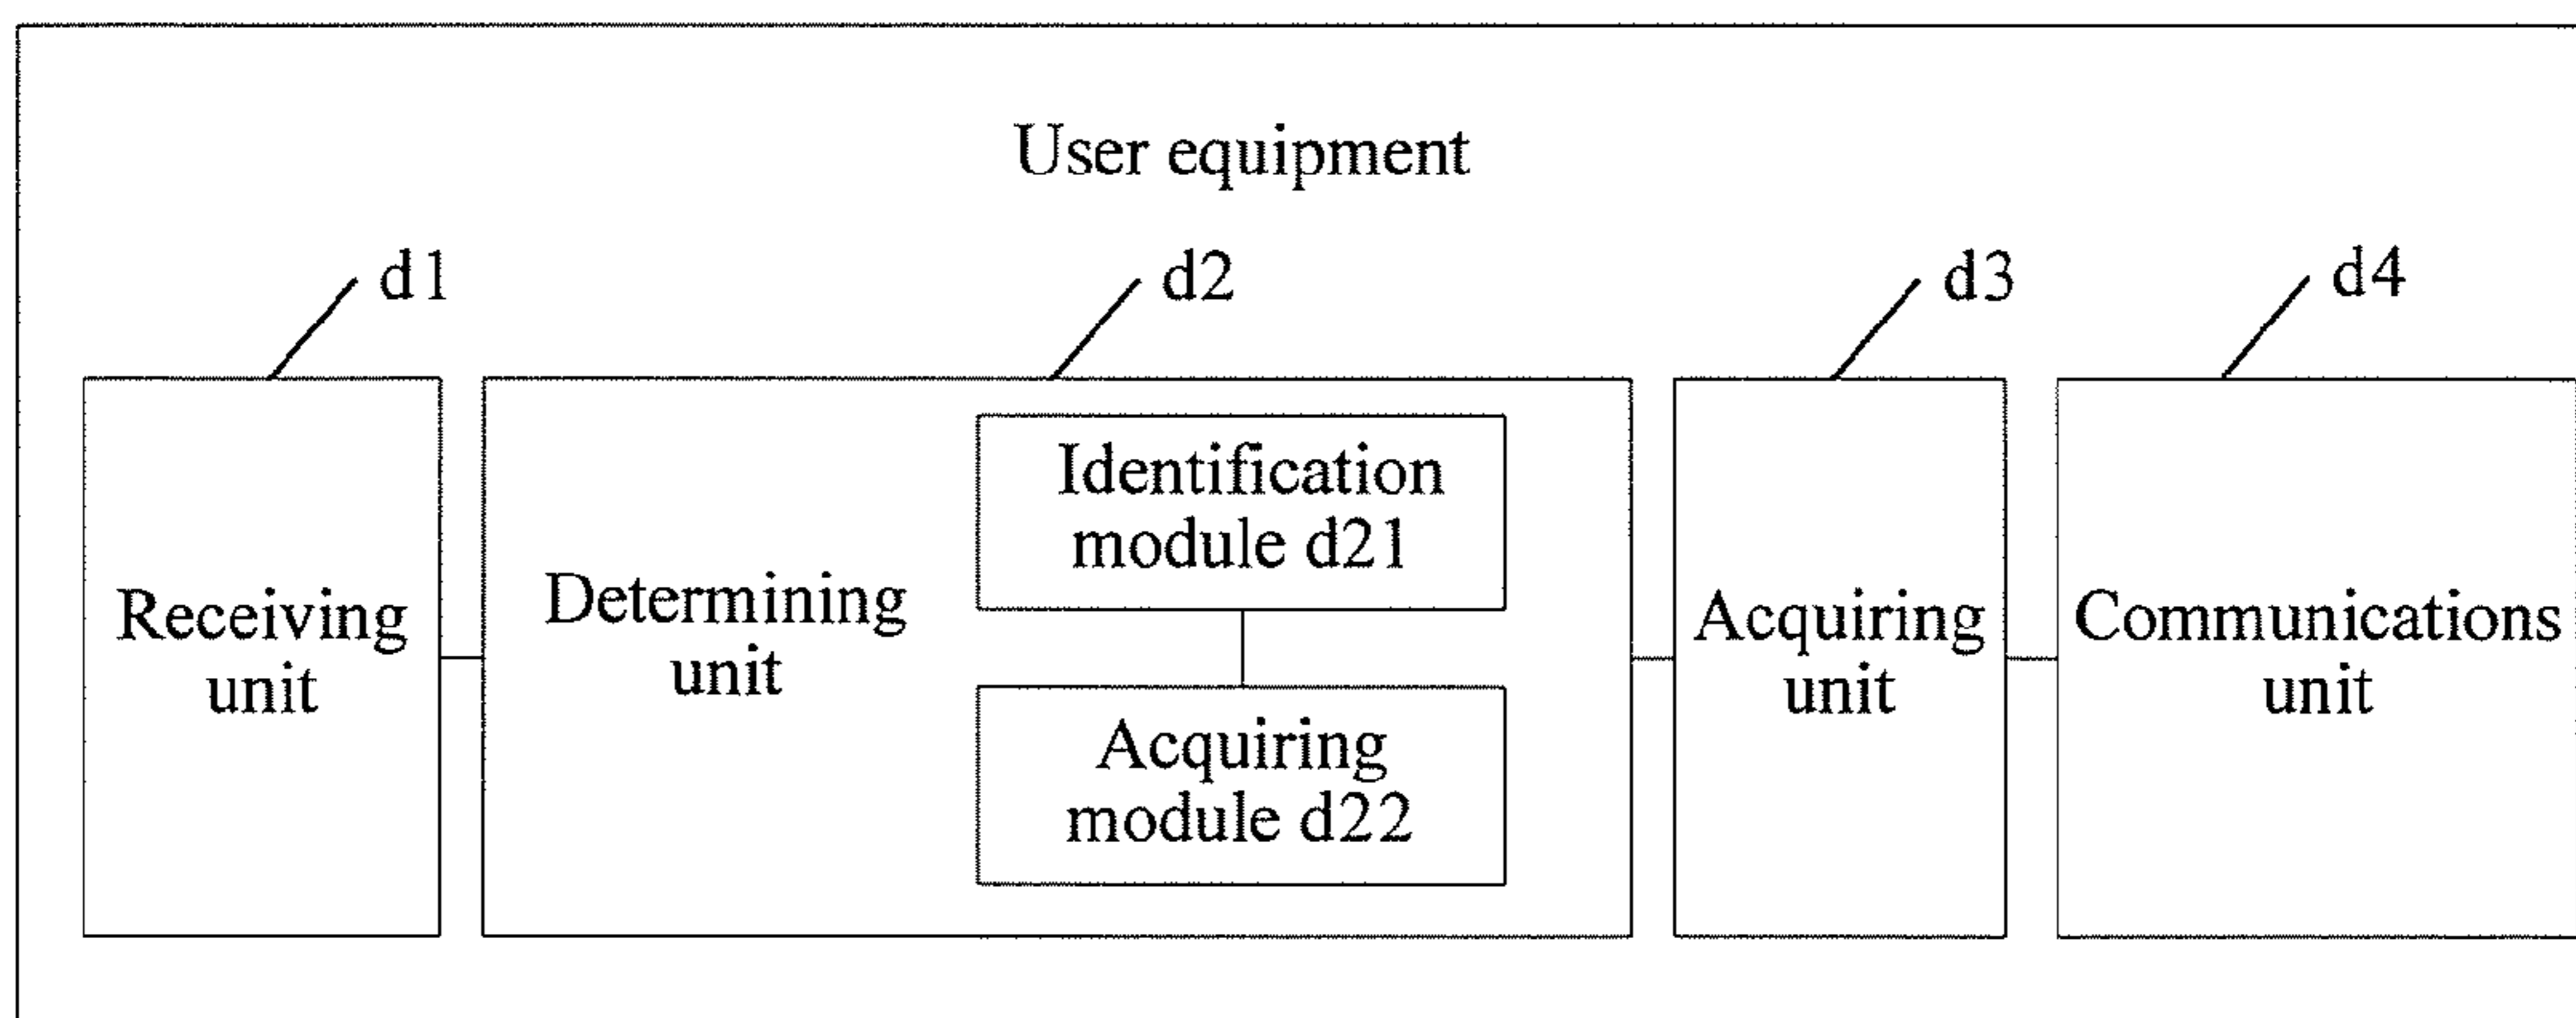 User equipment
d1
d2
d3
d4
Receiving
unit
Determining
unit
Identification
module d21
Acquiring
module d22
Acquiring
unit
Communications
unit